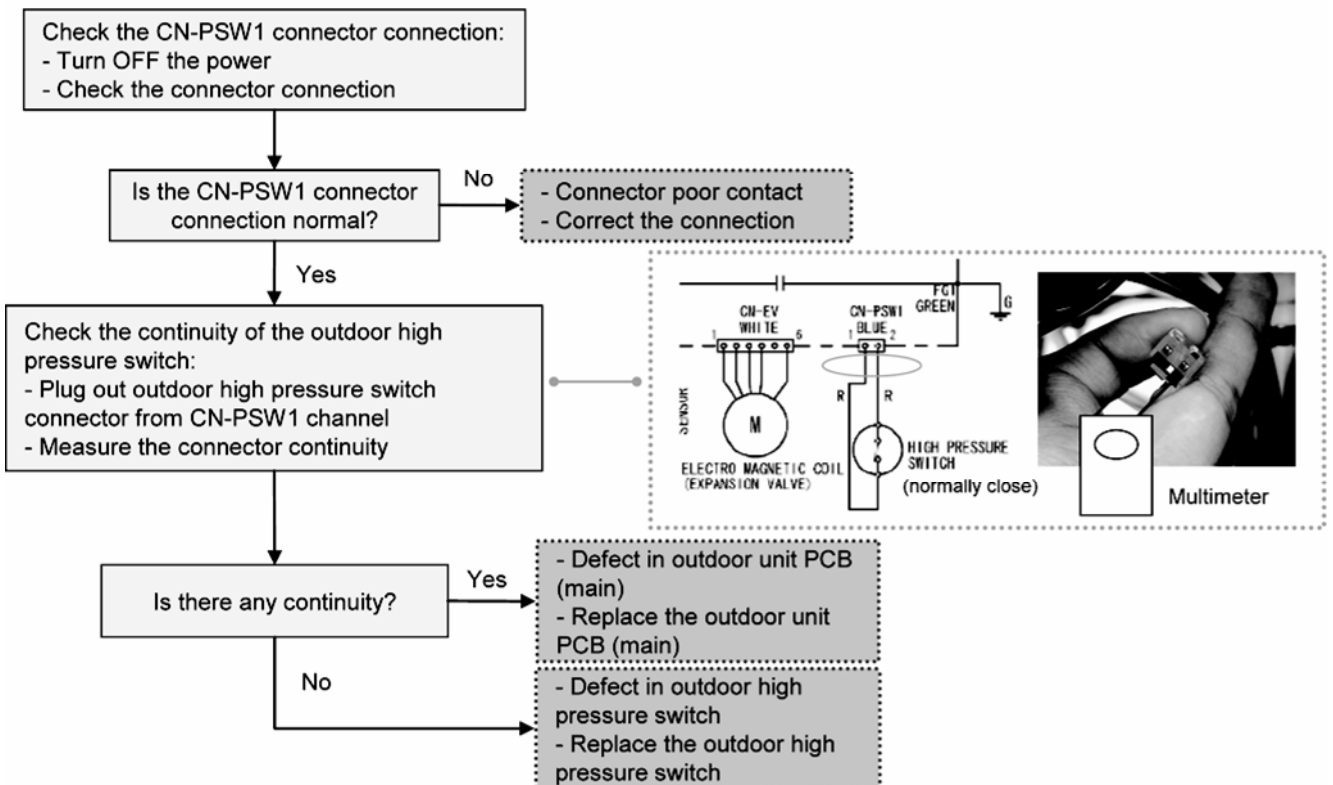 Check the CN-PSW1 connector connection:
- Turn OFF the power
- Check the connector connection
Is the CN-PSW1 connector
connection normal?
No
- Connector poor contact
- Correct the connection
Yes
Check the continuity of the outdoor high
pressure switch:
- Plug out outdoor high pressure switch
connector from CN-PSW1 channel
- Measure the connector continuity
CN-EV
WHITE
1
6
CN-PSW1
BLUE
1
2
FG1
GREEN
G
SENSOR
M
R
R
ELECTRO MAGNETIC COIL
(EXPANSION VALVE)
HIGH PRESSURE
SWITCH
(normally close)
Multimeter
Is there any continuity?
Yes
- Defect in outdoor unit PCB
(main)
- Replace the outdoor unit
PCB (main)
No
- Defect in outdoor high
pressure switch
- Replace the outdoor high
pressure switch